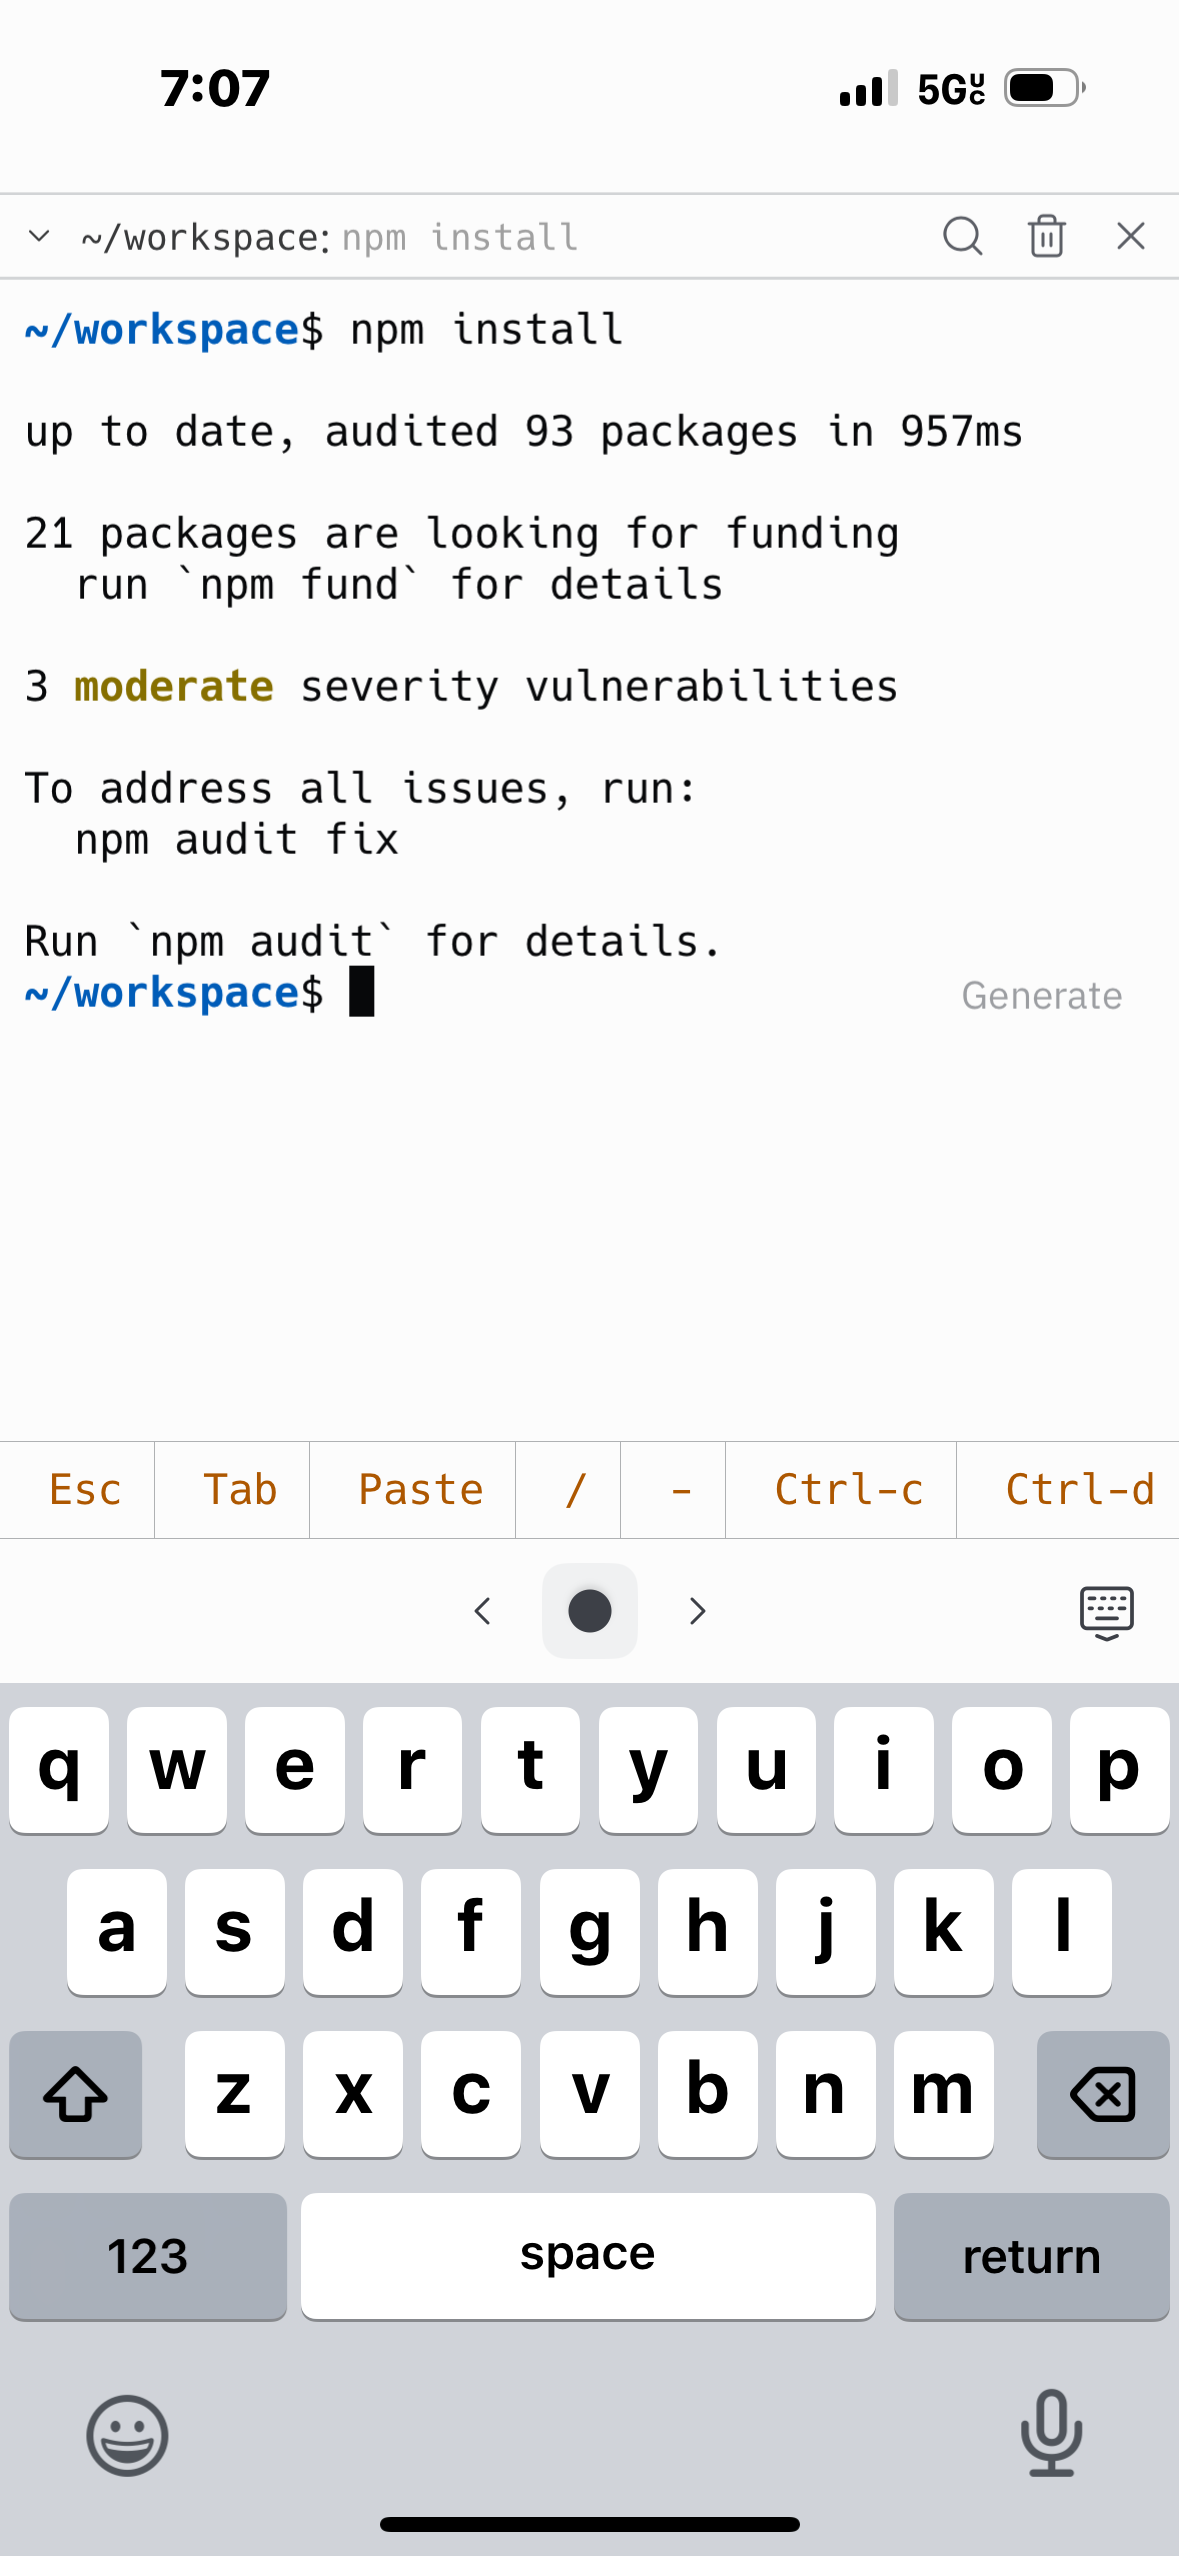 7:07
5G UC
~/workspace: npm install
~/workspace$ npm install
up to date, audited 93 packages in 957ms
21 packages are looking for funding
  run `npm fund` for details
3 moderate severity vulnerabilities
To address all issues, run:
  npm audit fix
Run `npm audit` for details.
~/workspace$
Generate
Esc Tab Paste / - Ctrl-c Ctrl-d
q w e r t y u i o p
a s d f g h j k l
z x c v b n m
123 space return